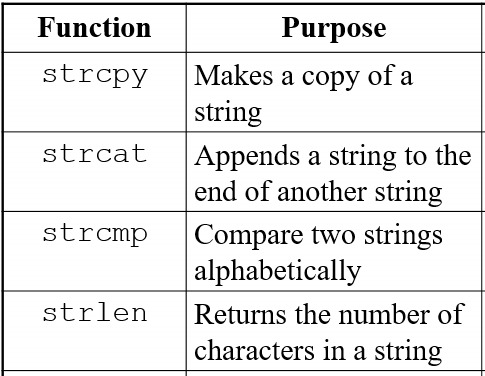 Function Purpose
strcpy Makes a copy of a
string
strcat Appends a string to the
end of another string
strcmp Compare two strings
alphabetically
strlen Returns the number of
characters in a string